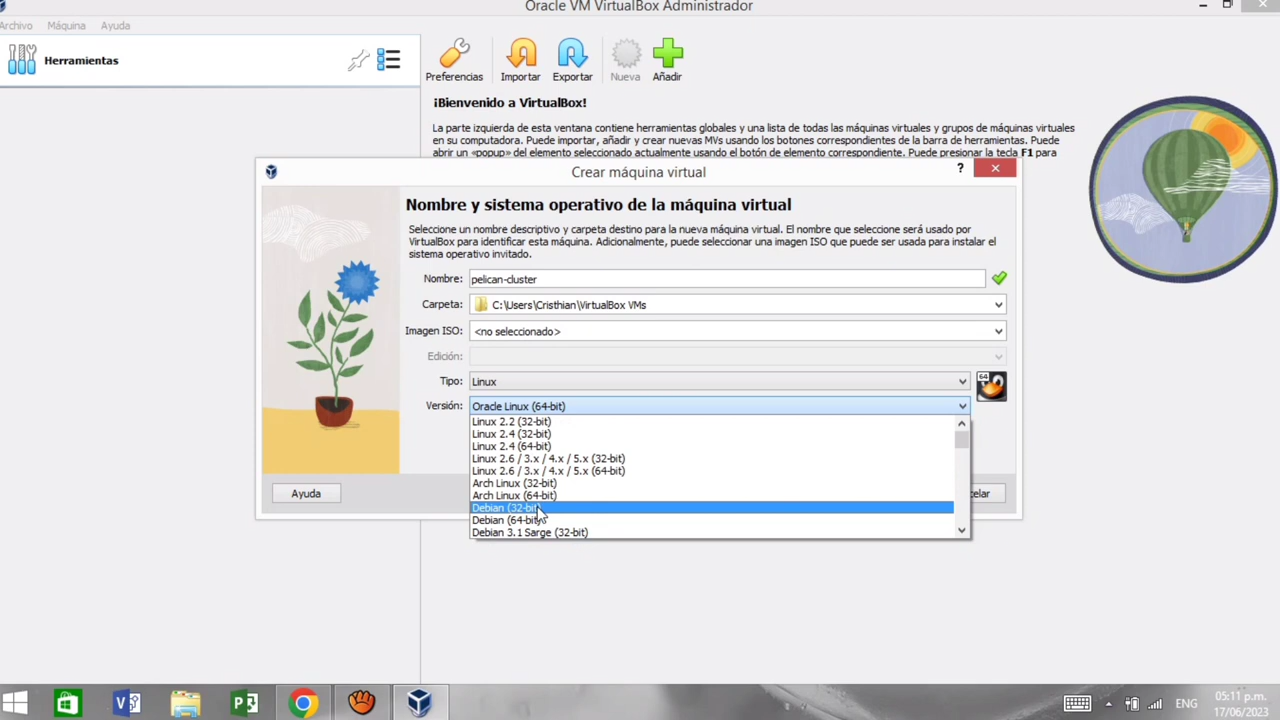 Oracle VM VirtualBox Administrador
Archivo Máquina Ayuda
Herramientas
Preferencias Importar Exportar Nueva Añadir
¡Bienvenido a VirtualBox!
La parte izquierda de esta ventana contiene herramientas globales y una lista de todas las máquinas virtuales y grupos de máquinas virtuales
en su computadora. Puede importar, añadir y crear nuevas MVs usando los botones correspondientes de la barra de herramientas. Puede
abrir un «popup» del elemento seleccionado actualmente usando el botón de elemento correspondiente. Puede presionar la tecla F1 para
Crear máquina virtual
?
Nombre y sistema operativo de la máquina virtual
Seleccione un nombre descriptivo y carpeta destino para la nueva máquina virtual. El nombre que seleccione será usado por
VirtualBox para identificar esta máquina. Adicionalmente, puede seleccionar una imagen ISO que puede ser usada para instalar el
sistema operativo invitado.
Nombre: pelican-cluster
Carpeta: C:\Users\Cristhian\VirtualBox VMs
Imagen ISO: <no seleccionado>
Edición:
Tipo: Linux
64
Versión: Oracle Linux (64-bit)
Linux 2.2 (32-bit)
Linux 2.4 (32-bit)
Linux 2.4 (64-bit)
Linux 2.6 / 3.x / 4.x / 5.x (32-bit)
Linux 2.6 / 3.x / 4.x / 5.x (64-bit)
Arch Linux (32-bit)
Arch Linux (64-bit)
Debian (32-bit)
Debian (64-bit)
Debian 3.1 Sarge (32-bit)
Ayuda
elar
ENG
05:11 p.m.
17/06/2023